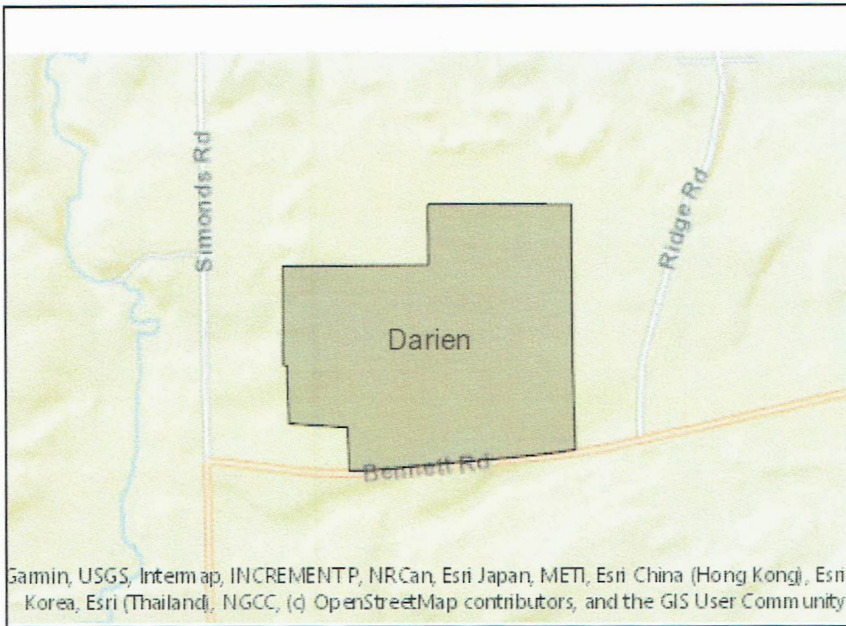 Simonds Rd
Ridge Rd
Darien
Bennett Rd
Garmin, USGS, Intermap, INCREMENT P, NRCan, Esri Japan, METI, Esri China (Hong Kong), Esri
Korea, Esri (Thailand), NGCC, (c) OpenStreetMap contributors, and the GIS User Community